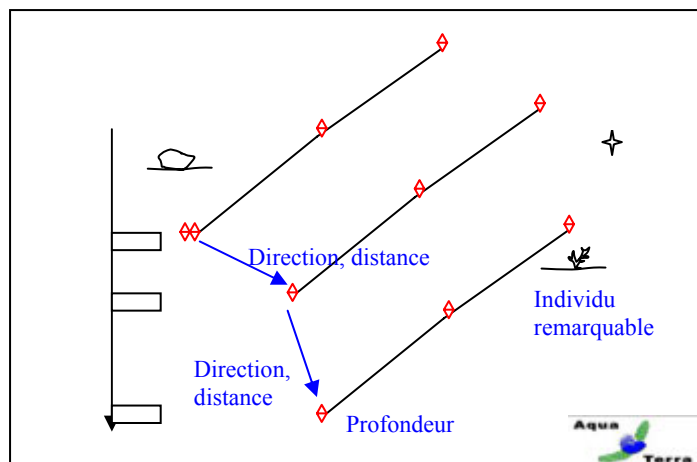 Direction, distance
Individu
remarquable
Direction,
distance
Profondeur
Aqua
Terra